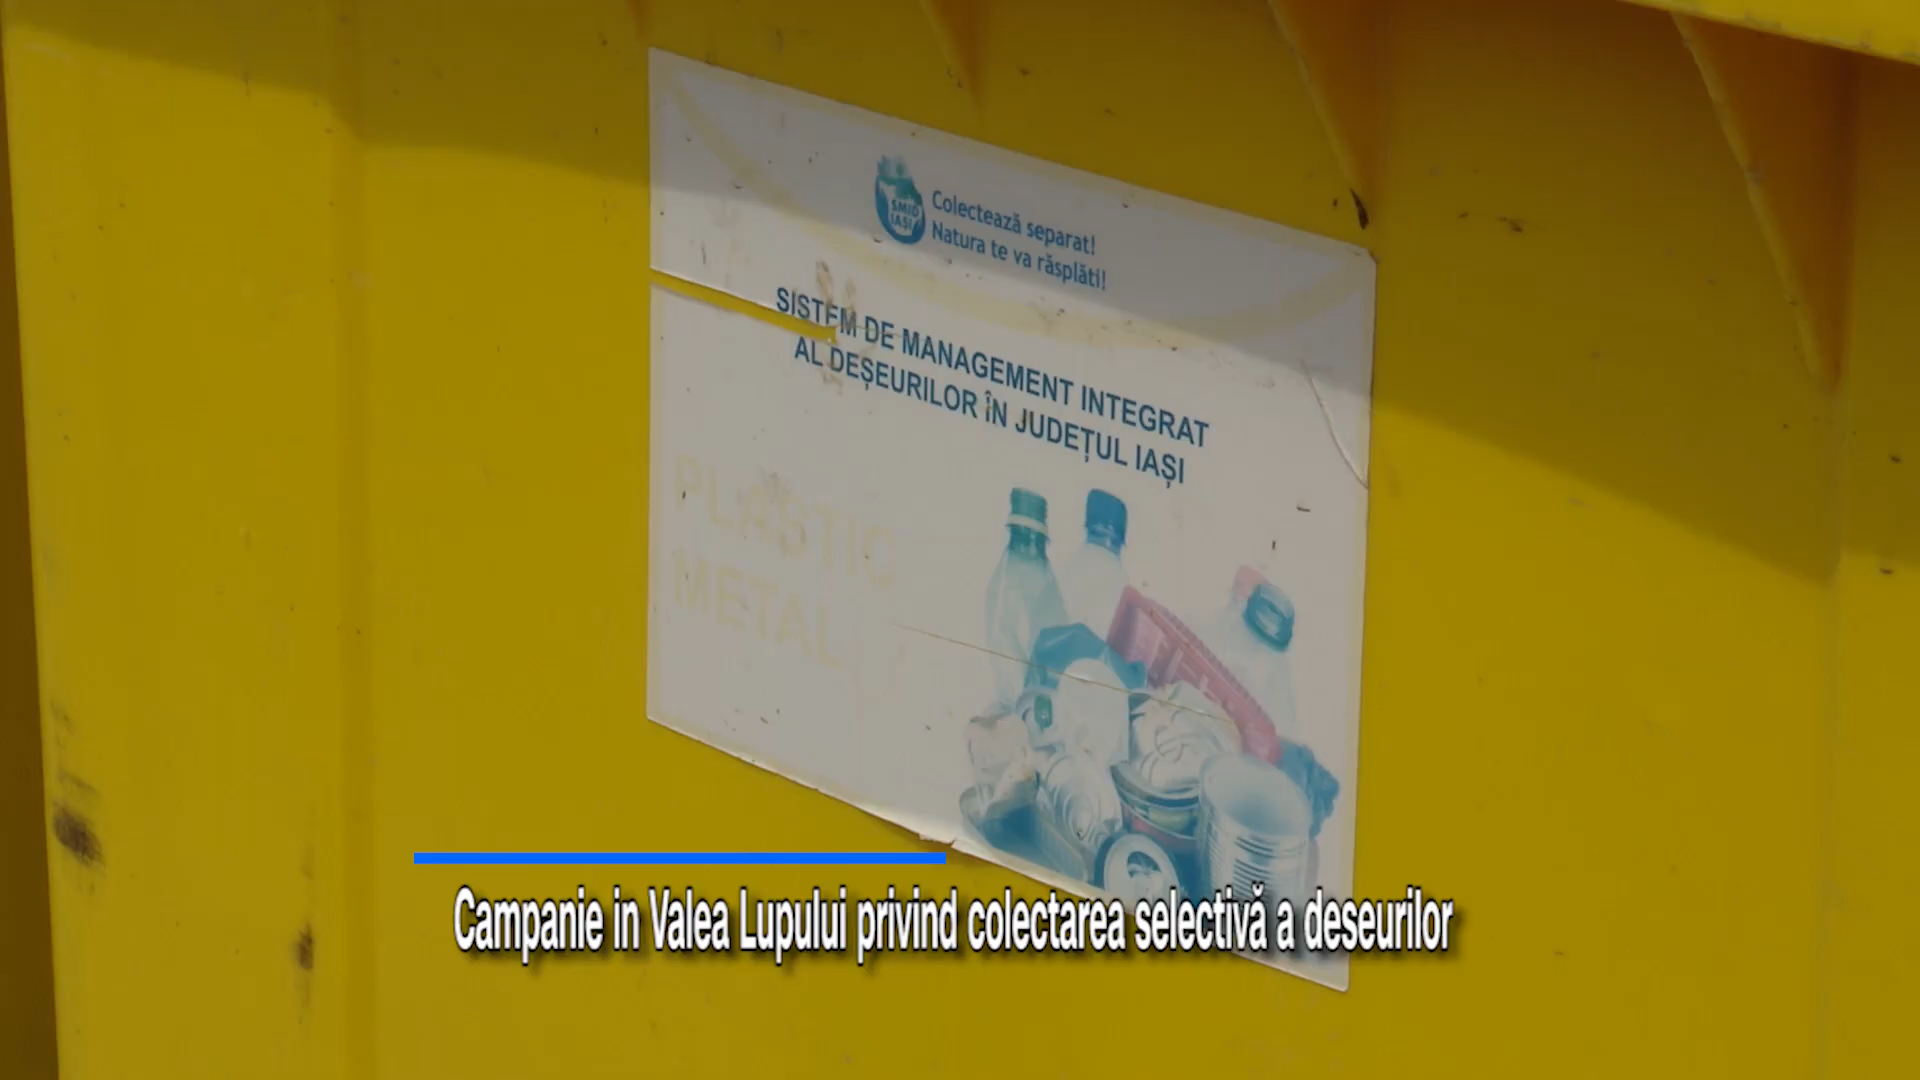 SMID
IAȘI
Colectează separat!
Natura te va răsplăti!
SISTEM DE MANAGEMENT INTEGRAT
AL DEȘEURILOR ÎN JUDEȚUL IAȘI
PLASTIC
METAL
Campanie in Valea Lupului privind colectarea selectivă a deseurilor